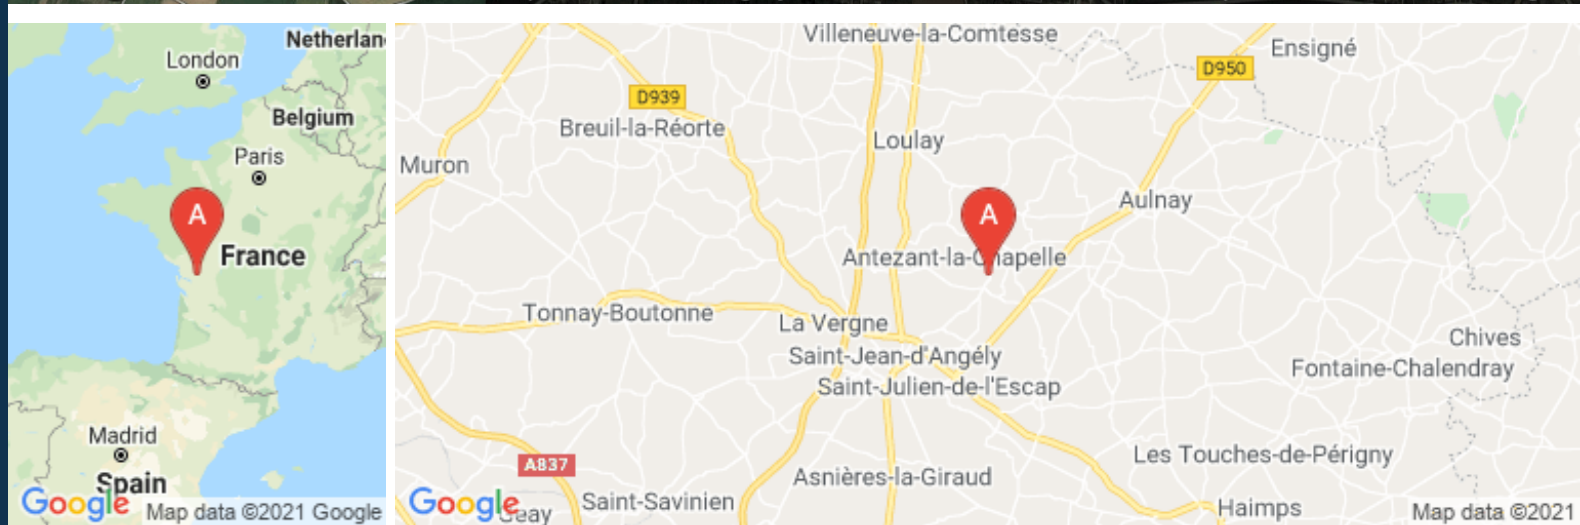 Netherlan
London
Belgium
Paris
A
France
Madrid
Spain
Google
Map data ©2021 Google
Villeneuve-la-Comtesse
Ensigné
D950
D939
Breuil-la-Réorte
Loulay
Muron
Aulnay
A
Antezant-la-Chapelle
Tonnay-Boutonne
La Vergne
Chives
Saint-Jean-d'Angély
Fontaine-Chalendray
Saint-Julien-de-l'Escap
Les Touches-de-Périgny
A837
Asnières-la-Giraud
Saint-Savinien
Google
Geay
Haimps
Map data ©2021